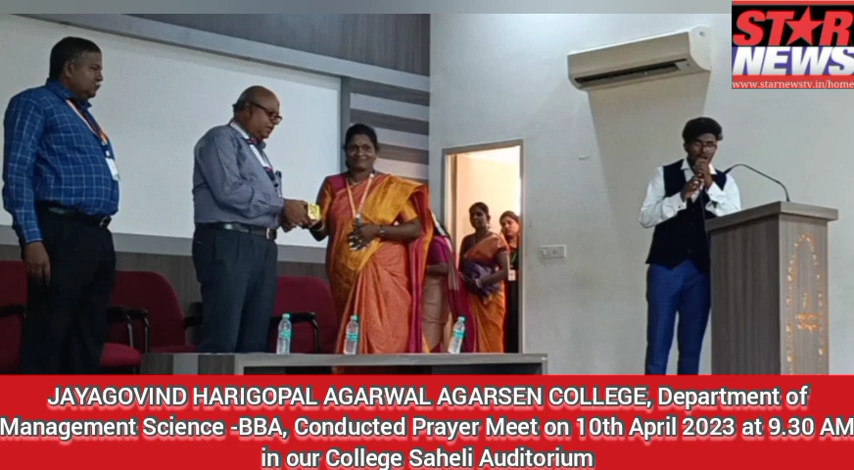 STAR
NEWS
www.starnewstv.in/home
JAYAGOVIND HARIGOPAL AGARWAL AGARSEN COLLEGE, Department of
Management Science -BBA, Conducted Prayer Meet on 10th April 2023 at 9.30 AM
in our College Saheli Auditorium